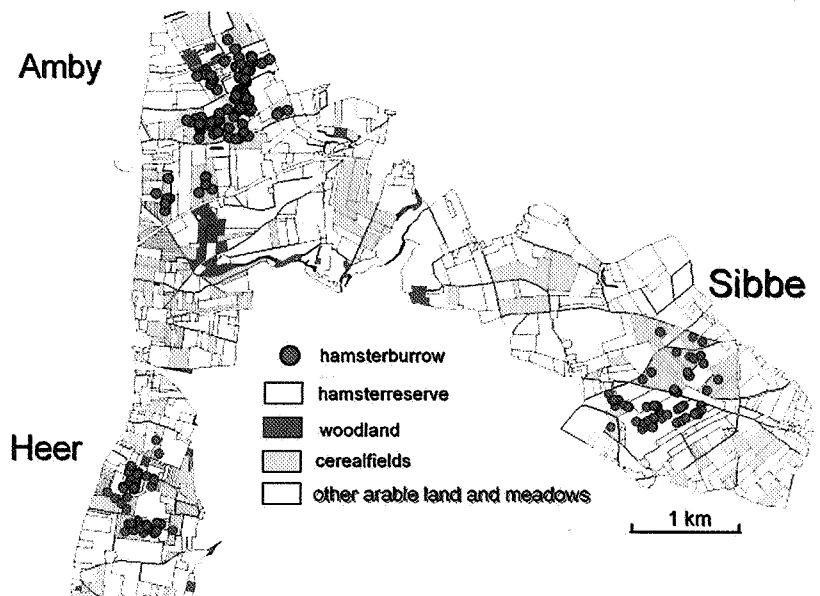 Amby
Sibbe
Heer
hamsterburrow
hamsterreserve
woodland
cerealfields
other arable land and meadows
1 km